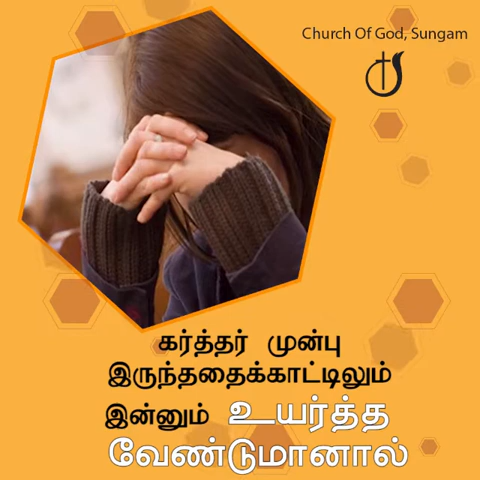 Church Of God, Sungam
கர்த்தர் முன்பு
இருந்ததைக்காட்டிலும்
இன்னும் உயர்த்த
வேண்டுமானால்